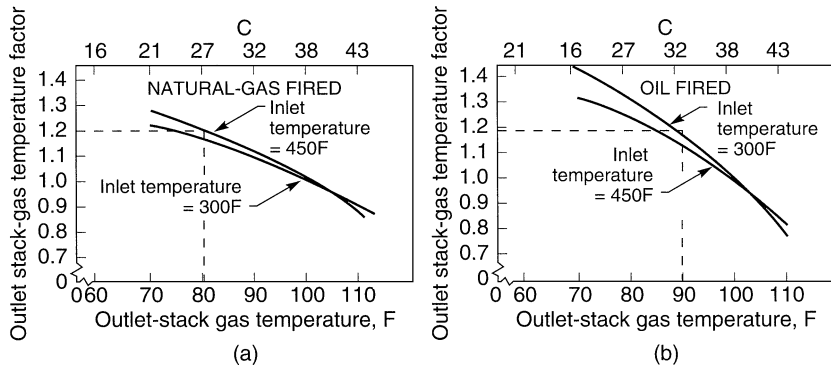 C
16 21 27 32 38 43
Outlet stack-gas temperature factor
1.4
1.3
1.2
1.1
1.0
0.9
0.8
0.7
0
NATURAL-GAS FIRED
Inlet
temperature
= 450F
Inlet temperature
= 300F
060 70 80 90 100 110
Outlet-stack gas temperature, F
(a)
C
21 16 27 32 38 43
Outlet stack-gas temperature factor
1.4
1.3
1.2
1.1
1.0
0.9
0.8
0.7
0
OIL FIRED
Inlet
temperature
= 300F
Inlet
temperature
= 450F
0 60 70 80 90 100 110
Outlet-stack gas temperature, F
(b)